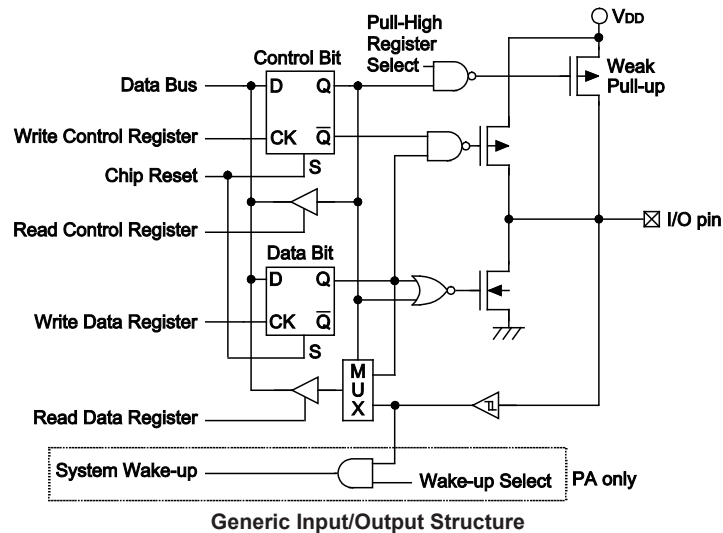 Pull-High
Register
Select
VDD
Control Bit
Weak
Pull-up
Data Bus
D
Q
Write Control Register
CK
Q̅
Chip Reset
S
I/O pin
Read Control Register
Data Bit
D
Q
Write Data Register
CK
Q̅
S
M
U
X
Read Data Register
System Wake-up
Wake-up Select
PA only
Generic Input/Output Structure